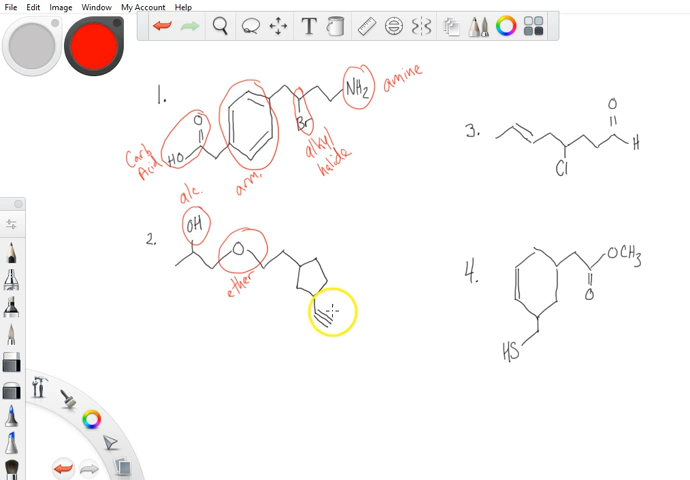 File Edit Image Window My Account Help
1.
NH2
amine
O
HO
Br
Carb
Acid
arm.
alkyl
helide
alc.
2.
OH
O
ether
3.
O
H
Cl
4.
OCH3
O
HS